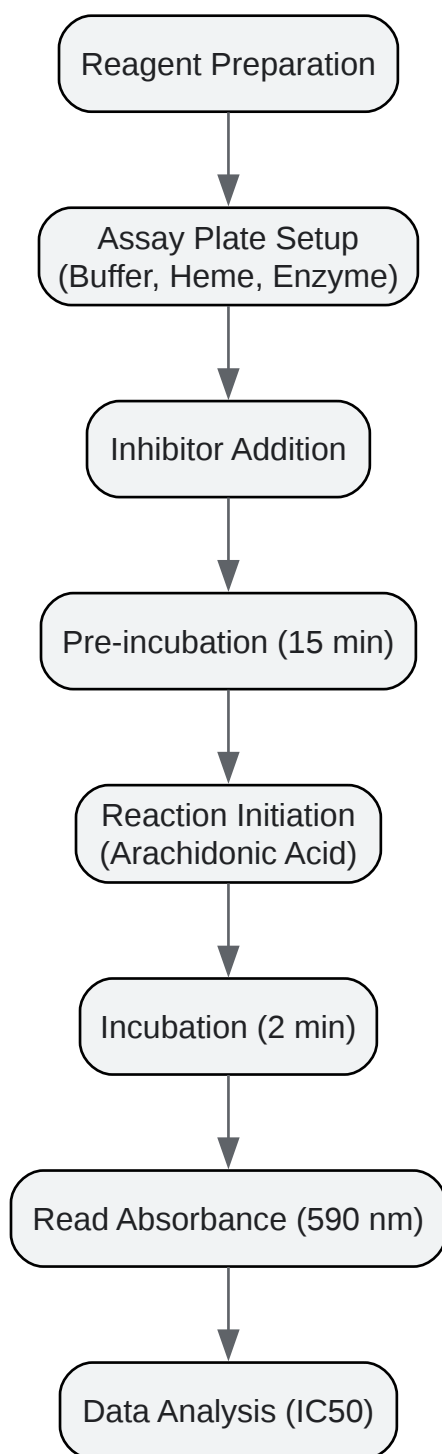 Reagent Preparation
Assay Plate Setup
(Buffer, Heme, Enzyme)
Inhibitor Addition
Pre-incubation (15 min)
Reaction Initiation
(Arachidonic Acid)
Incubation (2 min)
Read Absorbance (590 nm)
Data Analysis (IC50)